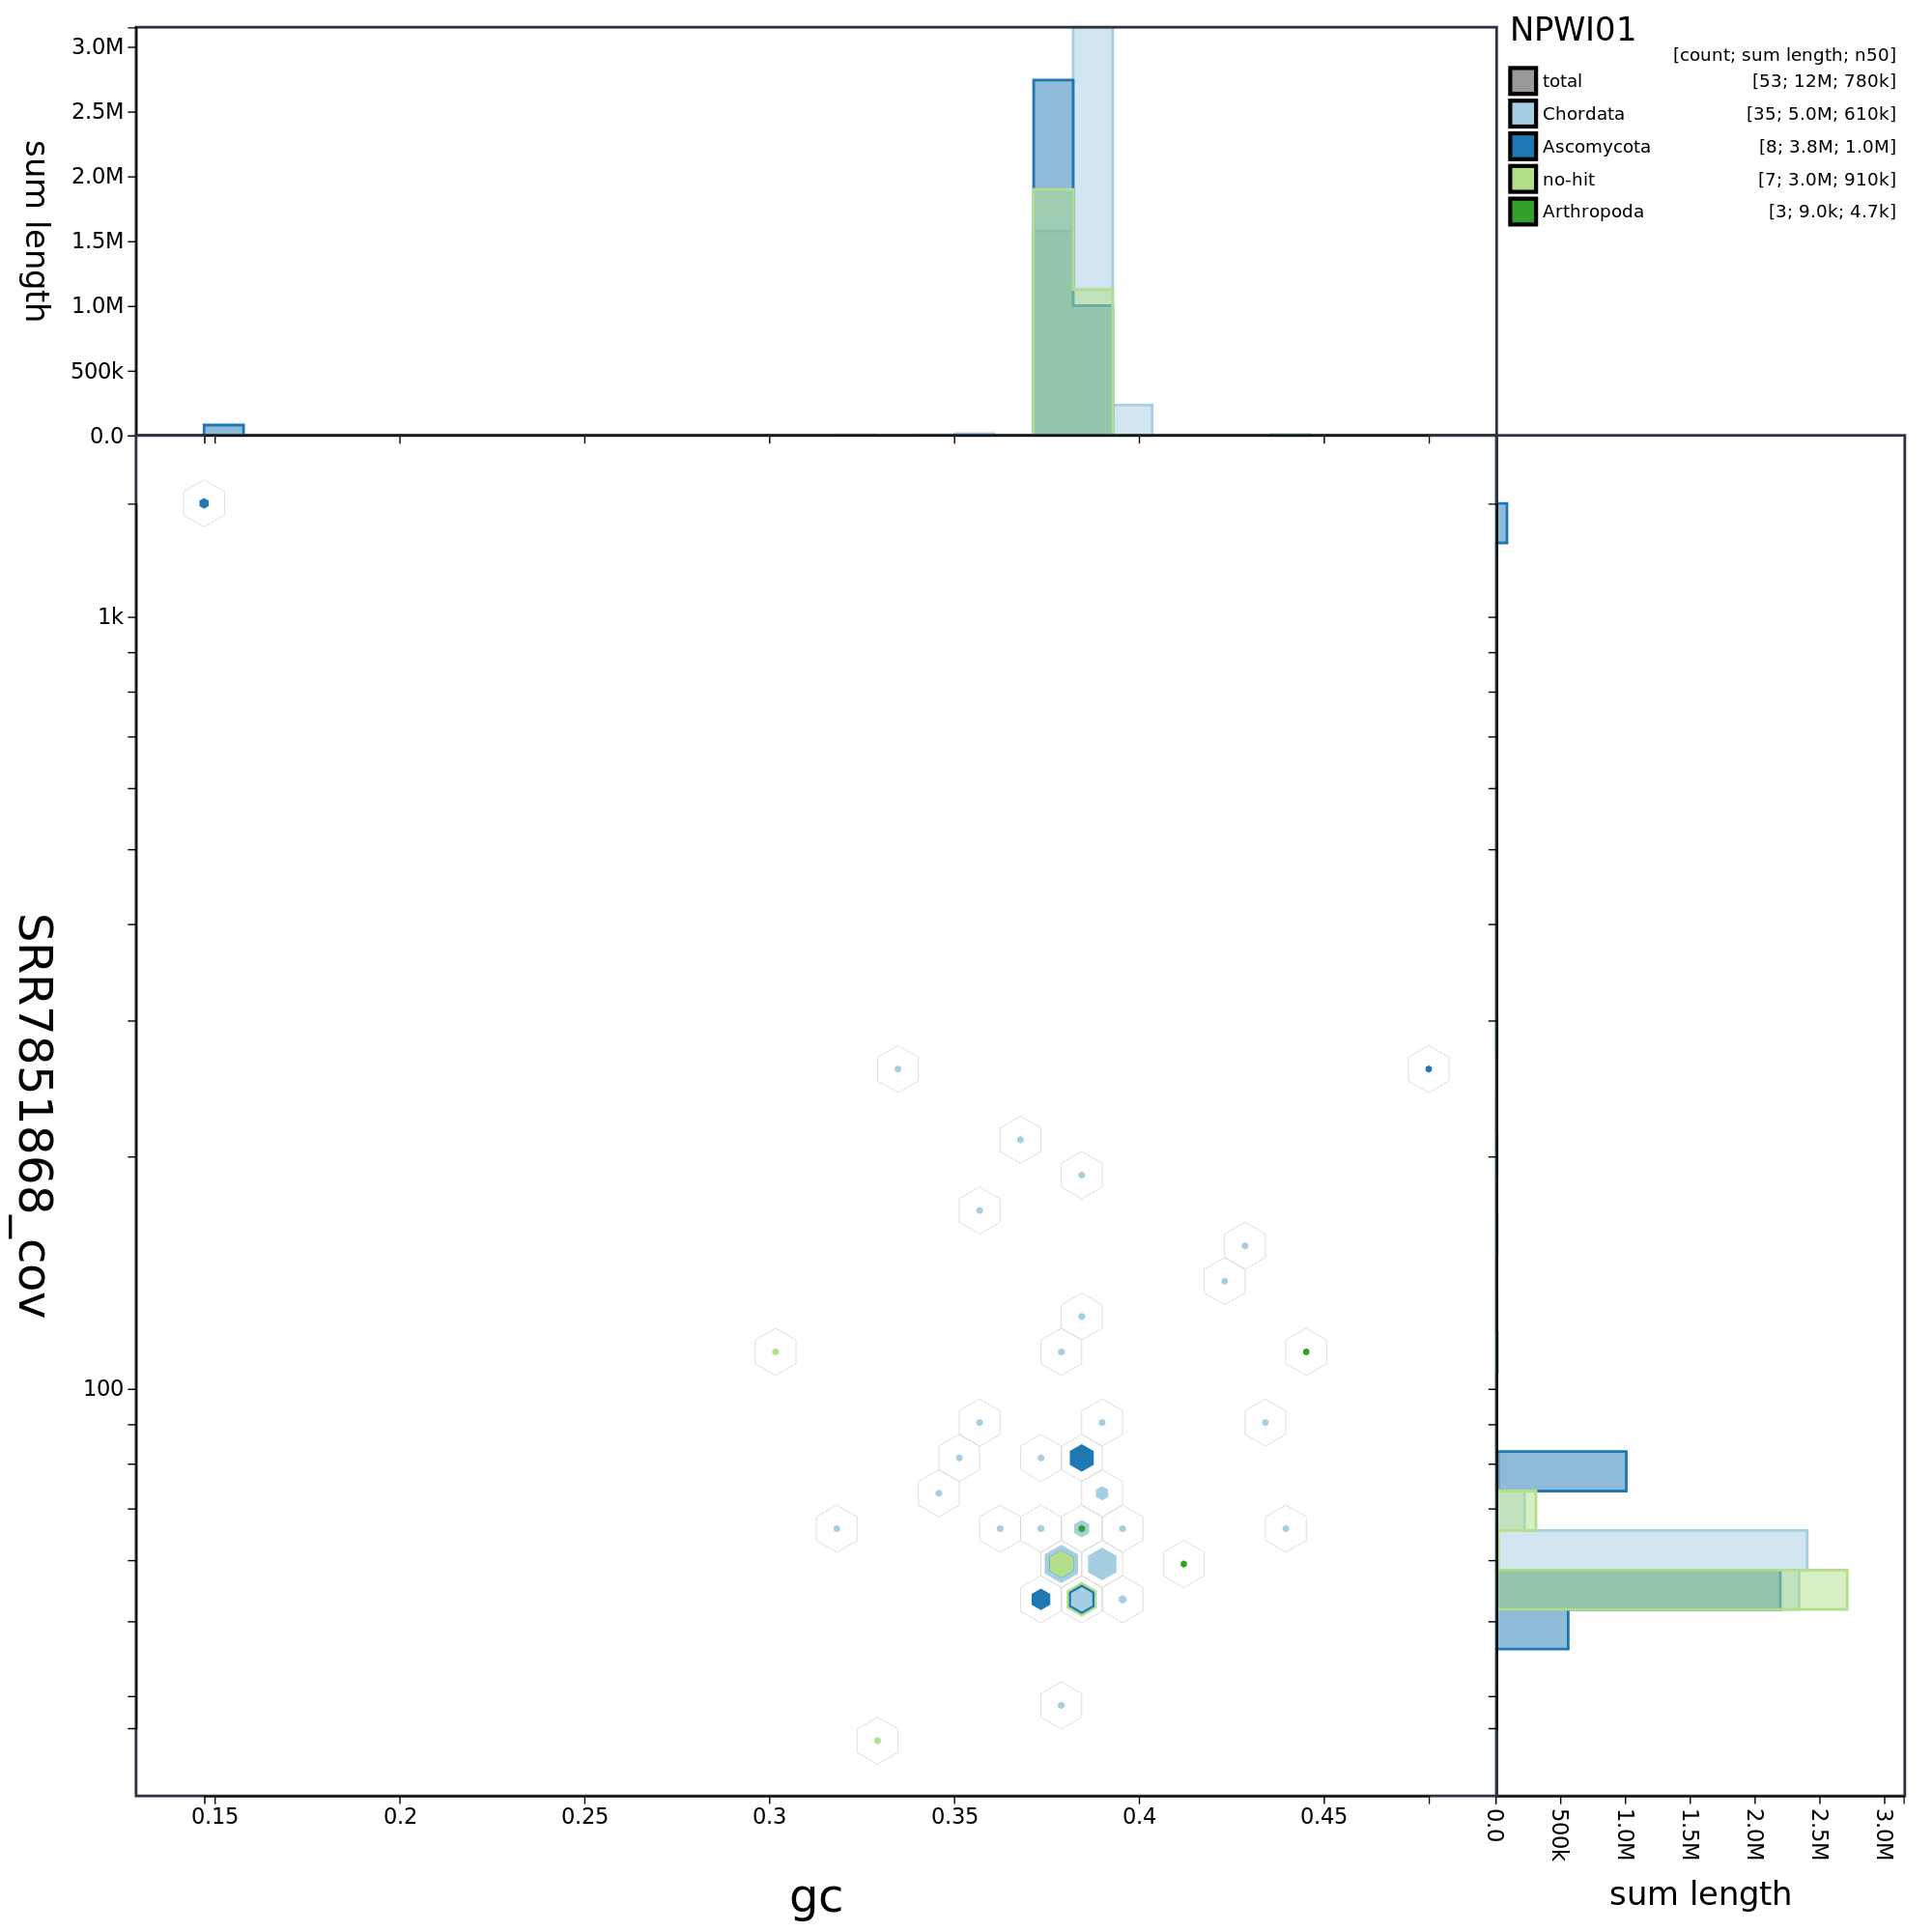 NPWI01
[count; sum length; n50]
total [53; 12M; 780k]
Chordata [35; 5.0M; 610k]
Ascomycota [8; 3.8M; 1.0M]
no-hit [7; 3.0M; 910k]
Arthropoda [3; 9.0k; 4.7k]
sum length
3.0M
2.5M
2.0M
1.5M
1.0M
500k
0.0
SRR7851868_cov
1k
100
0.15 0.2 0.25 0.3 0.35 0.4 0.45
gc
0.0 500k 1.0M 1.5M 2.0M 2.5M 3.0M
sum length